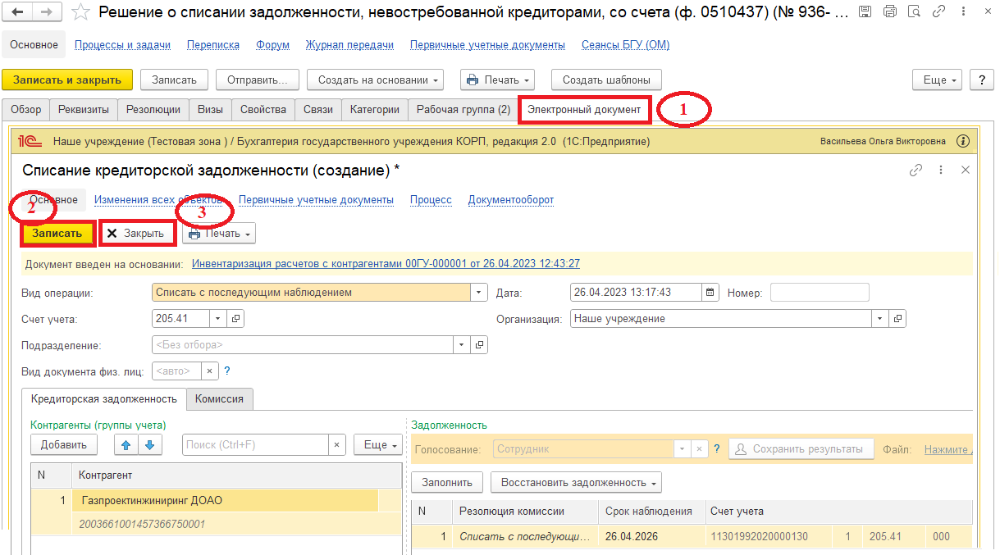 Решение о списании задолженности, невостребованной кредиторами, со счета (ф. 0510437) (№ 936- ...
Основное Процессы и задачи Переписка Форум Журнал передачи Первичные учетные документы Сеансы БГУ (ОМ)
Записать и закрыть Записать Отправить... Создать на основании Печать Создать шаблоны Еще ?
Обзор Реквизиты Резолюции Визы Свойства Связи Категории Рабочая группа (2) Электронный документ 1
1С Наше учреждение (Тестовая зона ) / Бухгалтерия государственного учреждения КОРП, редакция 2.0 (1С:Предприятие) Васильева Ольга Викторовна
Списание кредиторской задолженности (создание) *
Основное Изменения всех объектов Первичные учетные документы Процесс Документооборот
2 3
Записать Закрыть Печать
Документ введен на основании: Инвентаризация расчетов с контрагентами 00ГУ-000001 от 26.04.2023 12:43:27
Вид операции: Списать с последующим наблюдением Дата: 26.04.2023 13:17:43 Номер:
Счет учета: 205.41 Организация: Наше учреждение
Подразделение: <Без отбора>
Вид документа физ. лиц: <авто> × ?
Кредиторская задолженность Комиссия
Контрагенты (группы учета) Задолженность
Добавить Поиск (Ctrl+F) × Еще Голосование: Сотрудник × ? Сохранить результаты Файл: Нажмите
N Контрагент Заполнить Восстановить задолженность
1 Газпроектинжиниринг ДОАО N Резолюция комиссии Срок наблюдения Счет учета
2003661001457366750001 1 Списать с последующи... 26.04.2026 11301992020000130 1 205.41 000